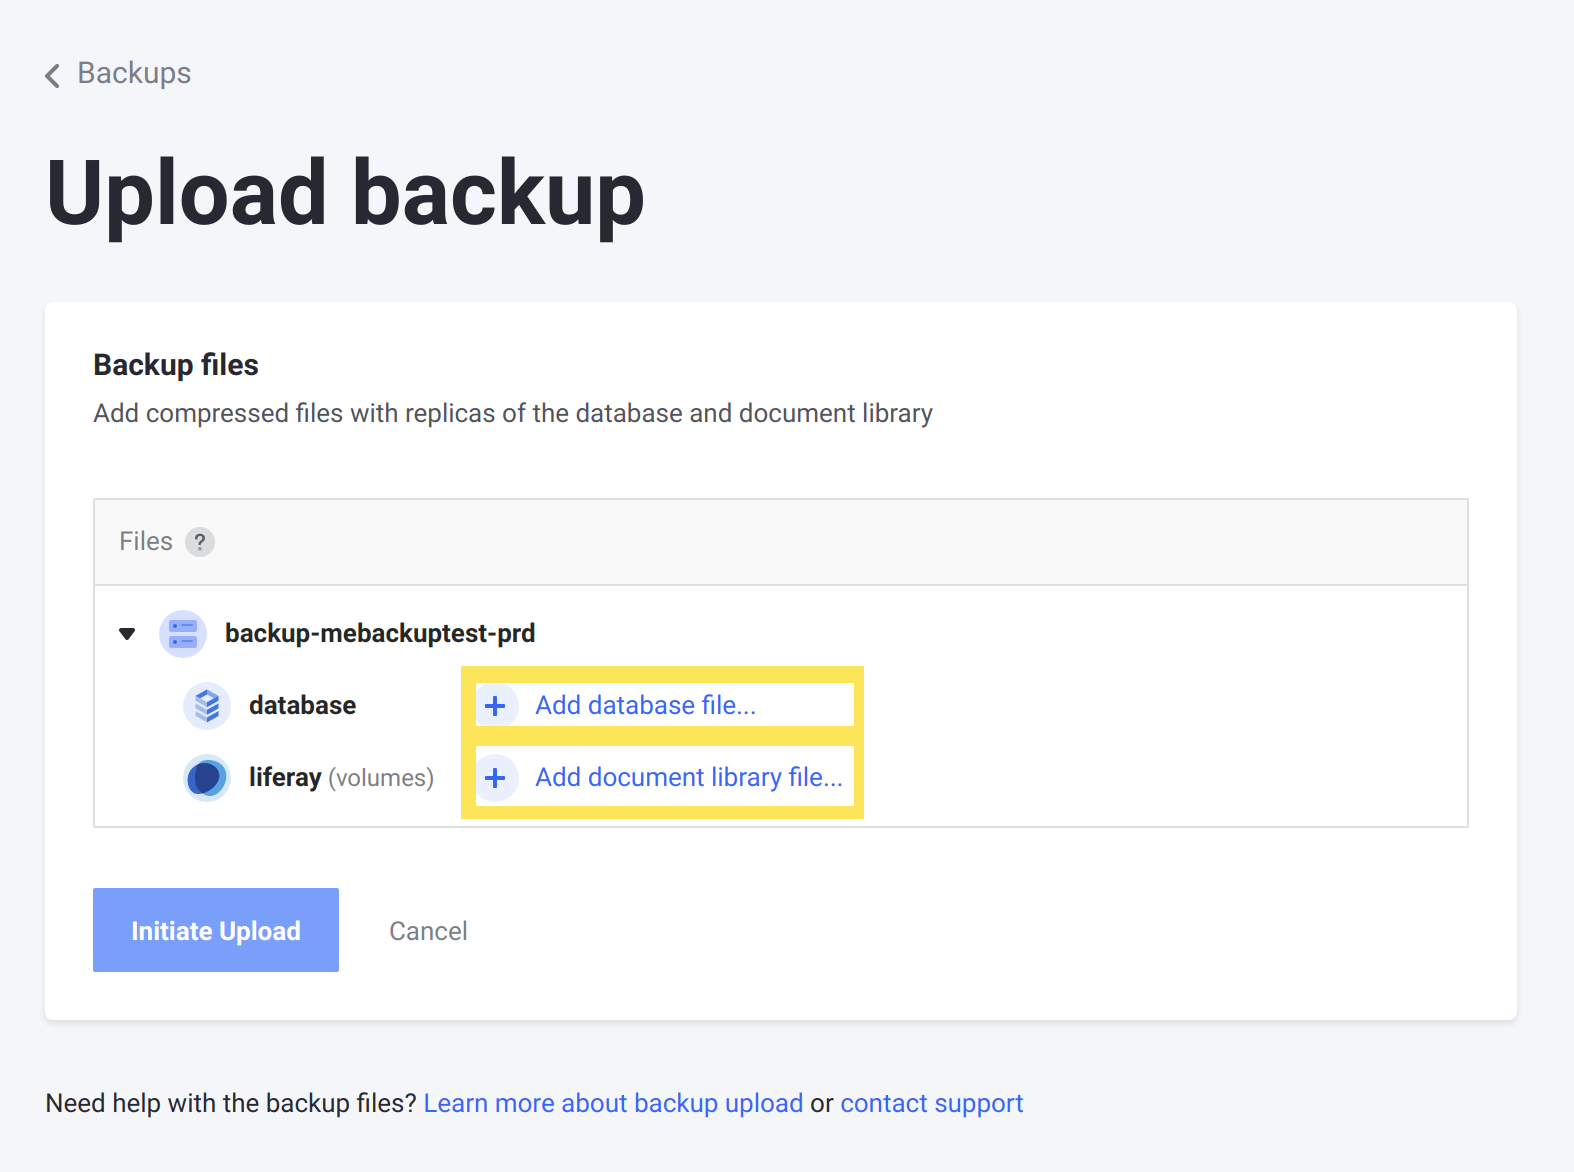 Backups
Upload backup
Backup files
Add compressed files with replicas of the database and document library
Files ?
backup-mebackuptest-prd
database + Add database file...
liferay (volumes) + Add document library file...
Initiate Upload Cancel
Need help with the backup files? Learn more about backup upload or contact support